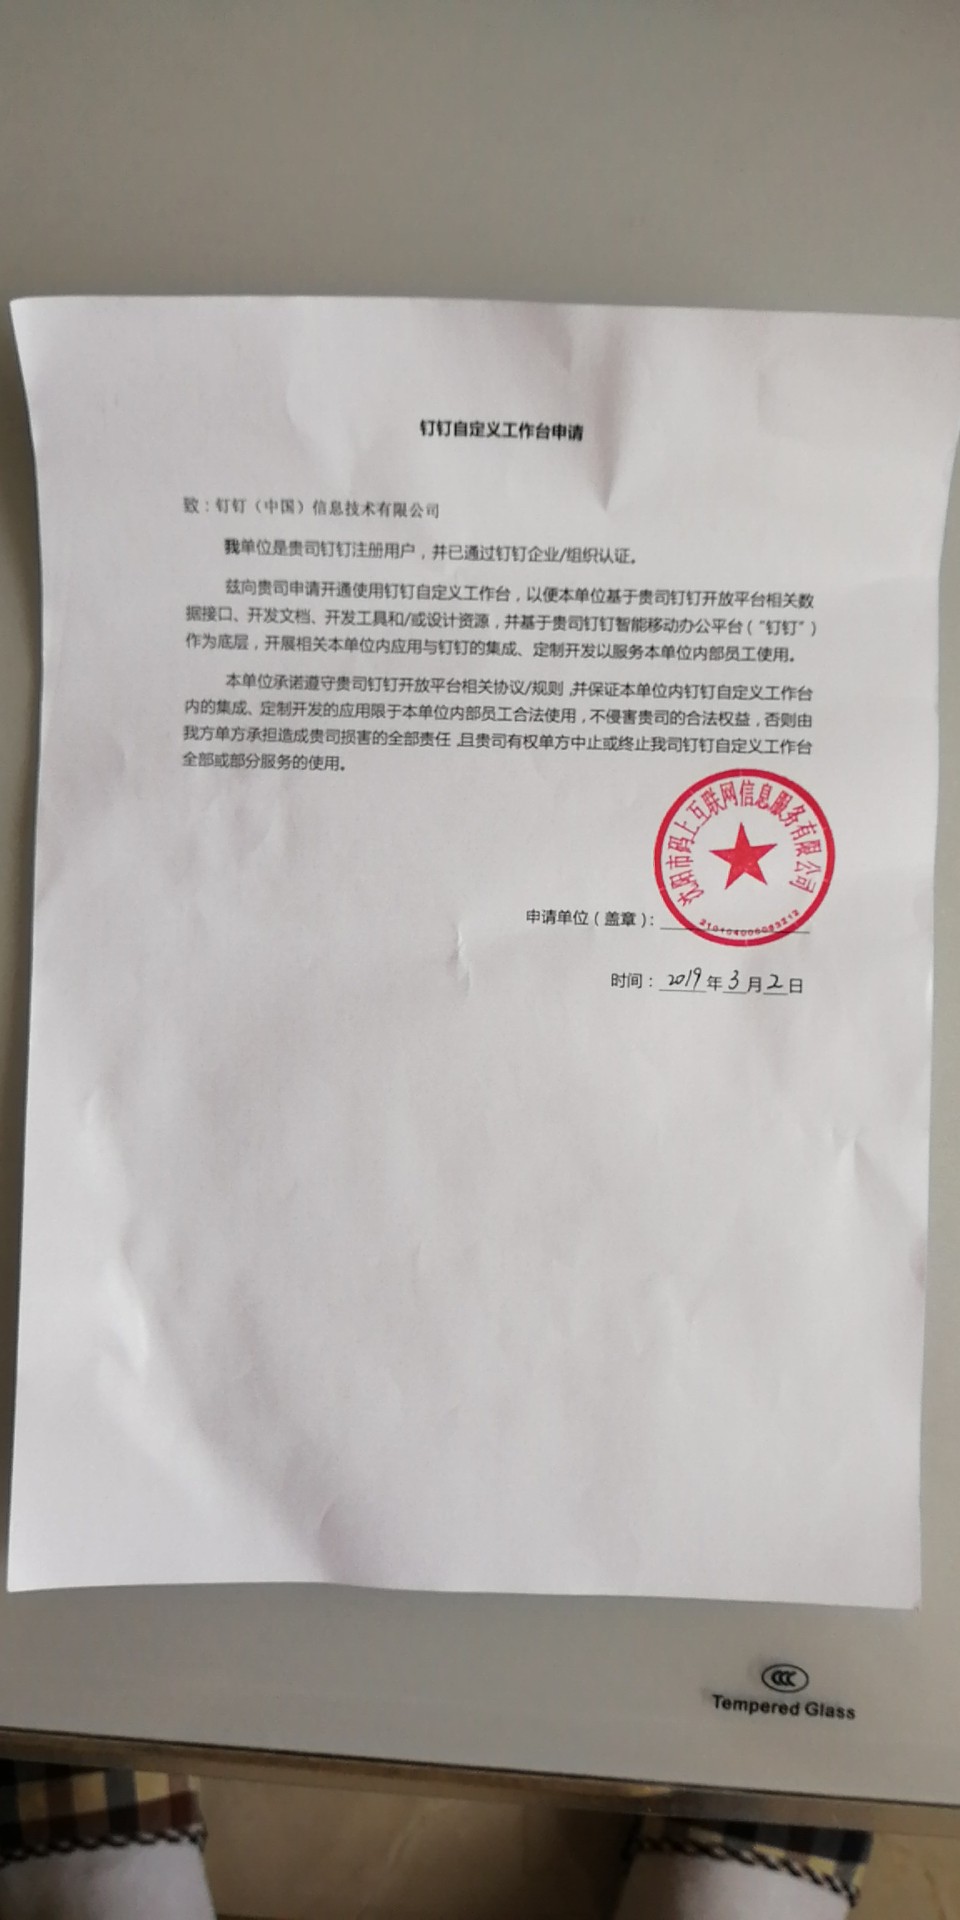 钉钉自定义工作台申请
致：钉钉（中国）信息技术有限公司
我单位是贵司钉钉注册用户，并已通过钉钉企业/组织认证。
兹向贵司申请开通使用钉钉自定义工作台，以便本单位基于贵司钉钉开放平台相关数
据接口、开发文档、开发工具和/或设计资源，并基于贵司钉钉智能移动办公平台（“钉钉”）
作为底层，开展相关本单位内应用与钉钉的集成、定制开发以服务本单位内部员工使用。
本单位承诺遵守贵司钉钉开放平台相关协议/规则，并保证本单位内钉钉自定义工作台
内的集成、定制开发的应用限于本单位内部员工合法使用，不侵害贵司的合法权益，否则由
我方单方承担造成贵司损害的全部责任，且贵司有权单方中止或终止我司钉钉自定义工作台
全部或部分服务的使用。
沈阳市码上互联网信息服务有限公司
申请单位（盖章）：
210104000083212
时间：2019年3月2日
CCC
Tempered Glass